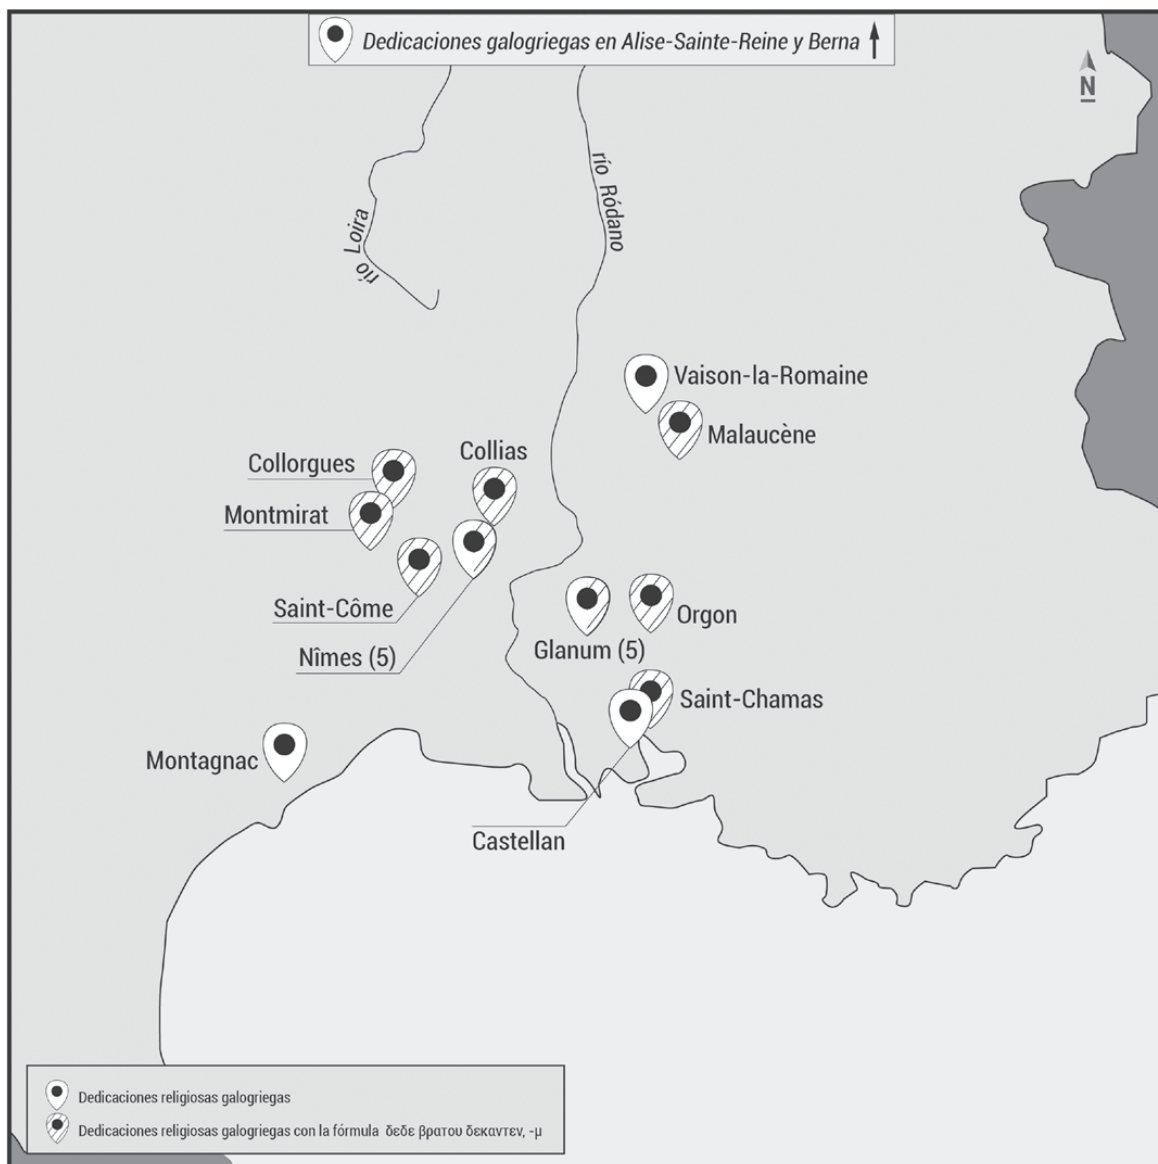 Dedicaciones galogriegas en Alise-Sainte-Reine y Berna
N
río Loira
río Ródano
Vaison-la-Romaine
Malaucène
Collias
Collorgues
Montmirat
Saint-Côme
Nîmes (5)
Orgon
Glanum (5)
Saint-Chamas
Montagnac
Castellan
Dedicaciones religiosas galogriegas
Dedicaciones religiosas galogriegas con la fórmula δεδε βρατου δεκαντεν, -μ